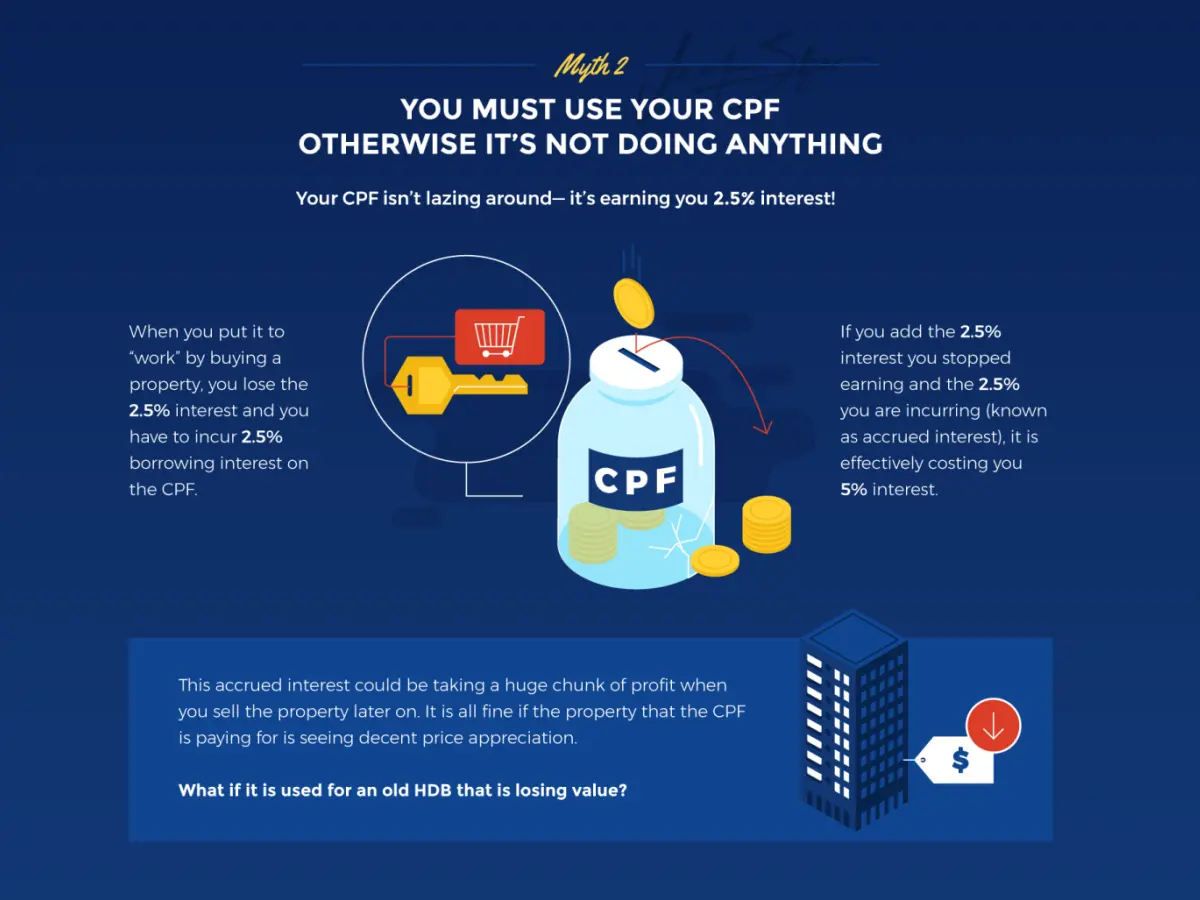 Myth 2
YOU MUST USE YOUR CPF
OTHERWISE IT'S NOT DOING ANYTHING
Your CPF isn't lazing around— it's earning you 2.5% interest!
When you put it to
“work” by buying a
property, you lose the
2.5% interest and you
have to incur 2.5%
borrowing interest on
the CPF.
CPF
If you add the 2.5%
interest you stopped
earning and the 2.5%
you are incurring (known
as accrued interest), it is
effectively costing you
5% interest.
This accrued interest could be taking a huge chunk of profit when
you sell the property later on. It is all fine if the property that the CPF
is paying for is seeing decent price appreciation.
What if it is used for an old HDB that is losing value?
$